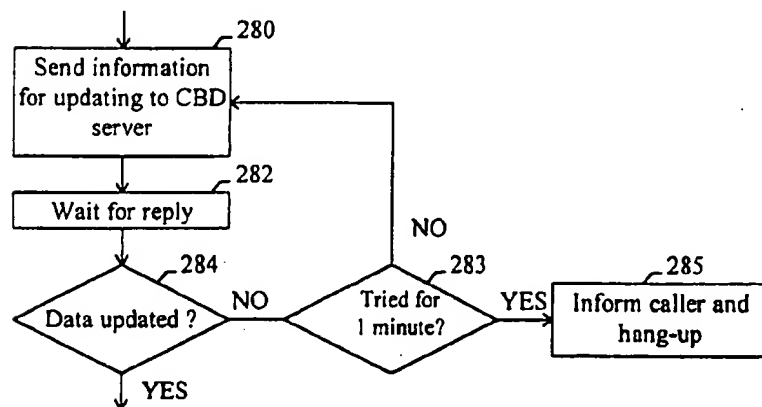 280
Send information
for updating to CBD
server
282
Wait for reply
NO
284
283
285
Data updated ?
NO
Tried for
1 minute?
YES
Inform caller and
hang-up
YES